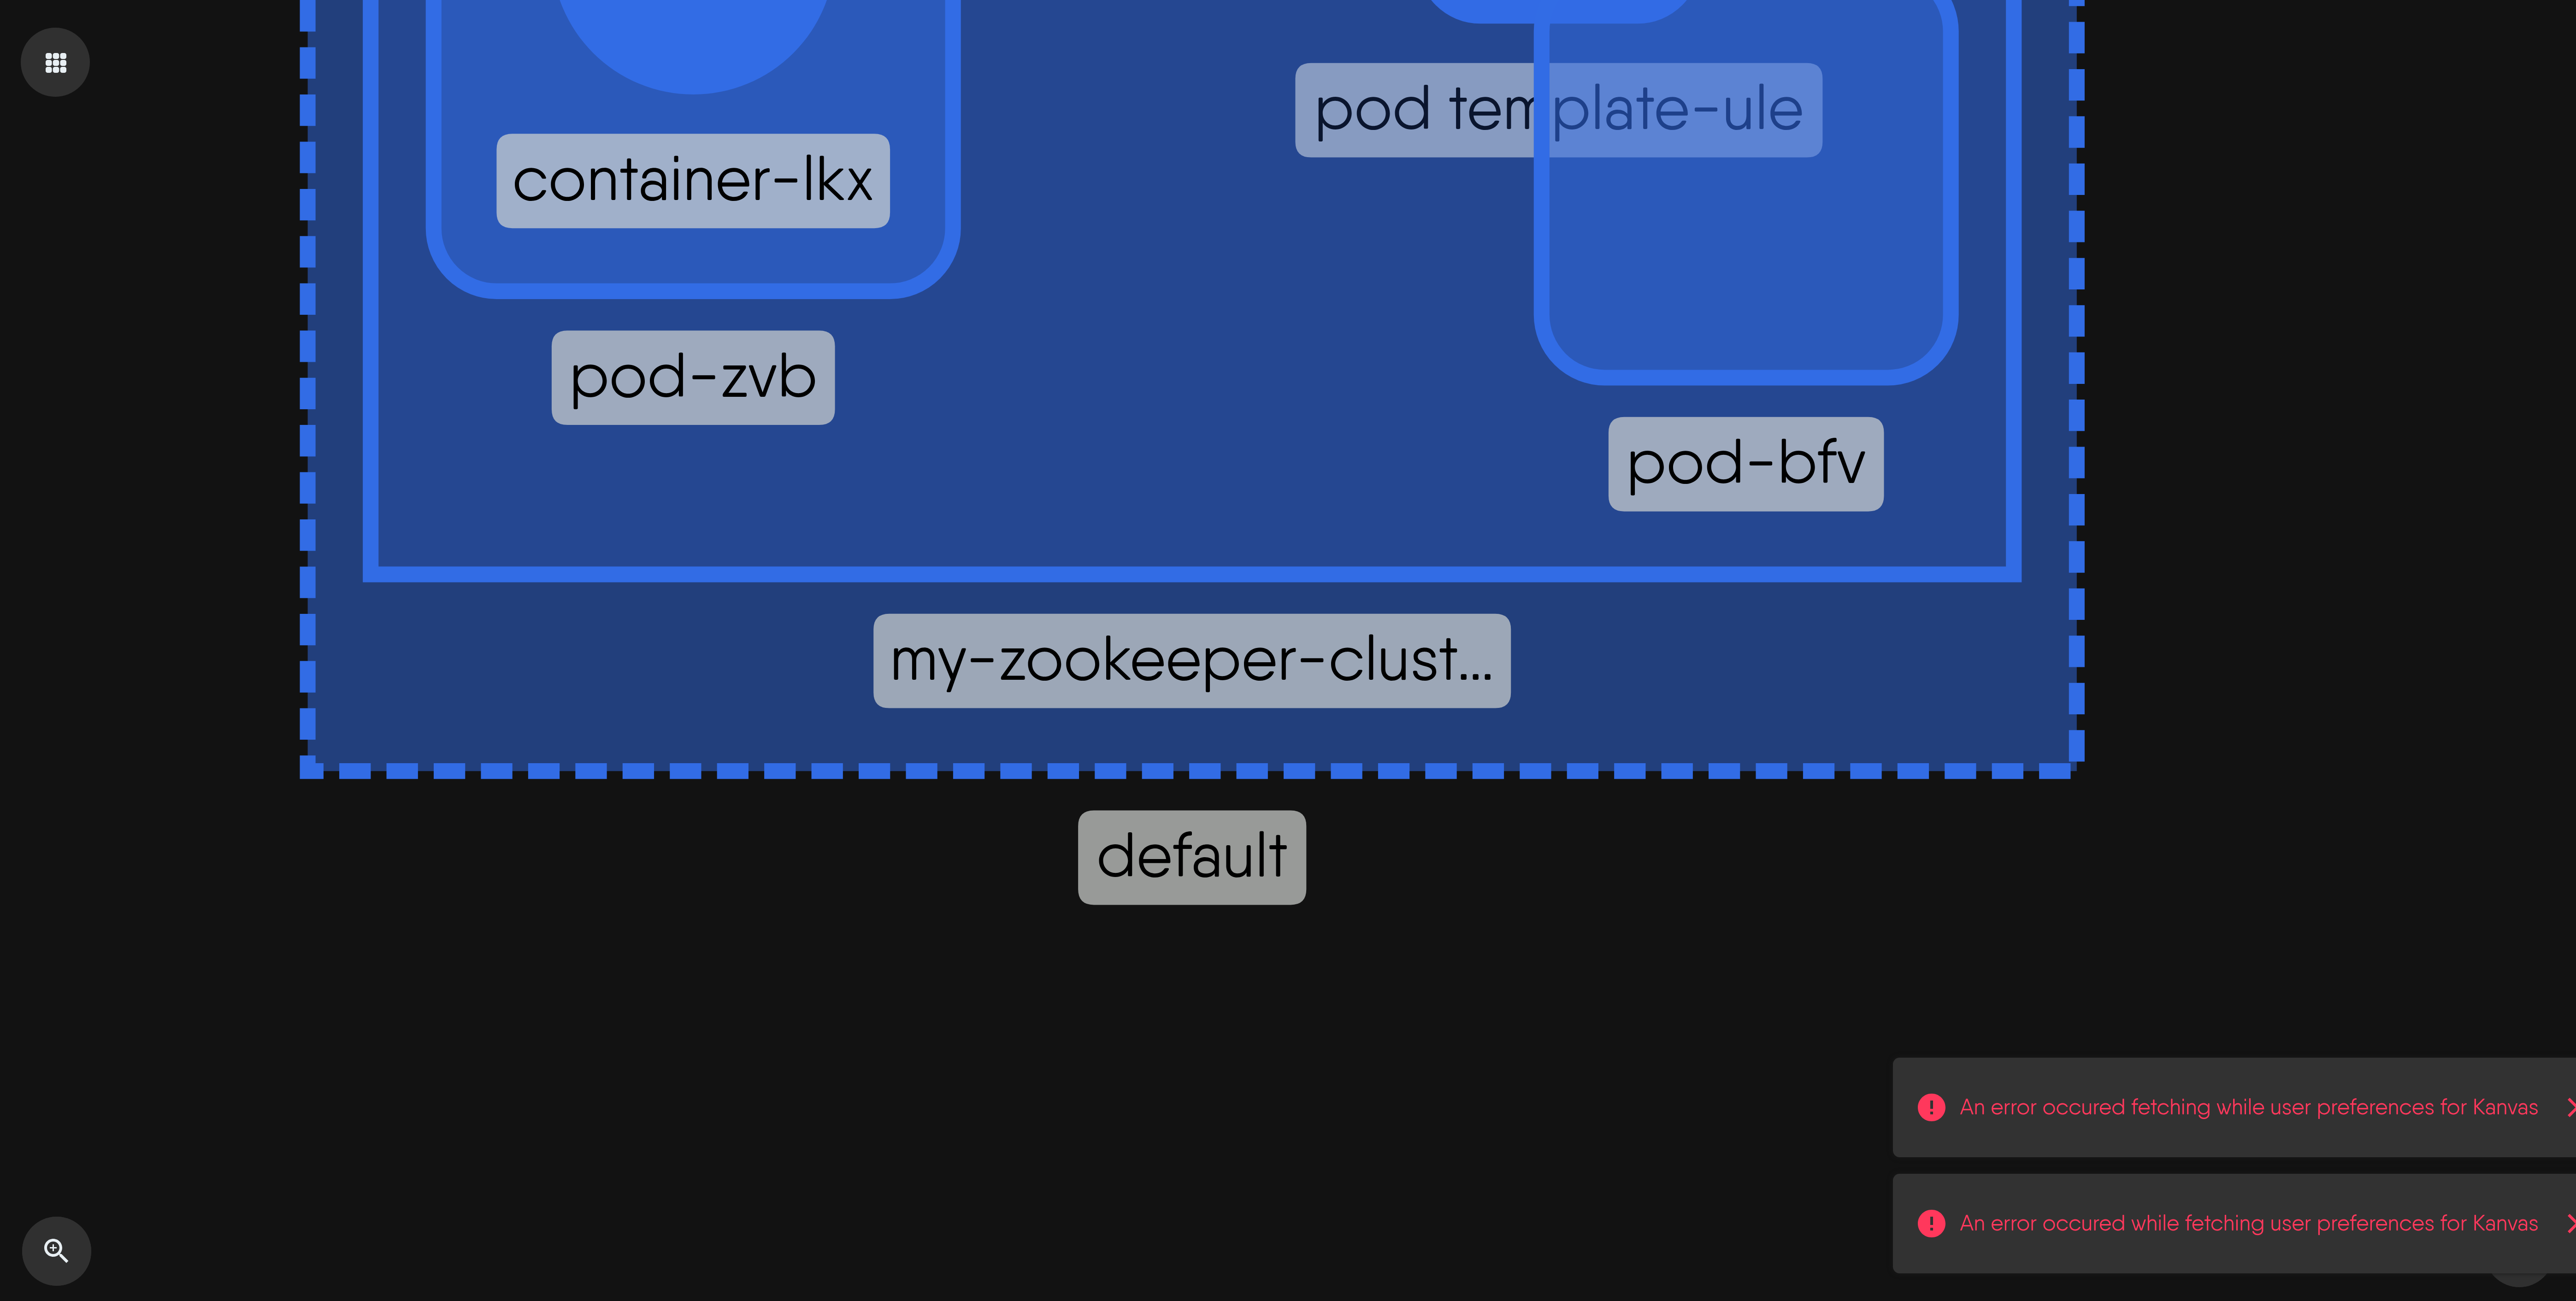 pod template-ule
container-lkx
pod-zvb
pod-bfv
my-zookeeper-clust...
default
An error occured fetching while user preferences for Kanvas
An error occured while fetching user preferences for Kanvas